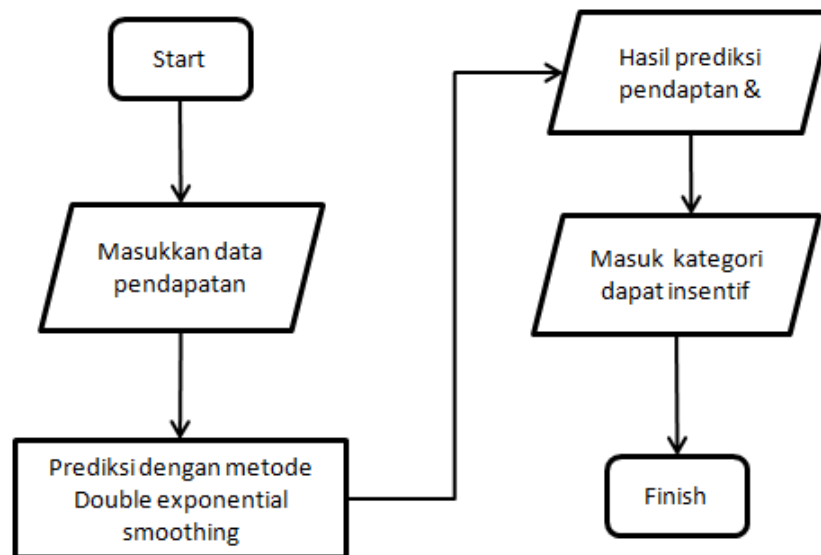 Start
Masukkan data
pendapatan
Prediksi dengan metode
Double exponential
smoothing
Hasil prediksi
pendaptan &
Masuk kategori
dapat insentif
Finish